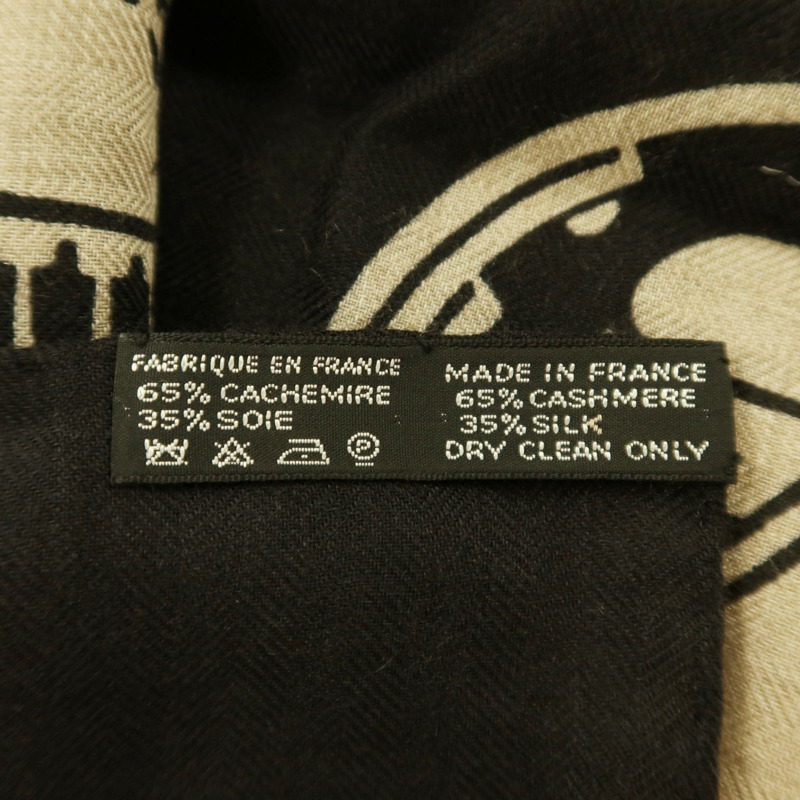 FABRIQUE EN FRANCE
65% CACHEMIRE
35% SOIE
P
MADE IN FRANCE
65% CASHMERE
35% SILK
DRY CLEAN ONLY